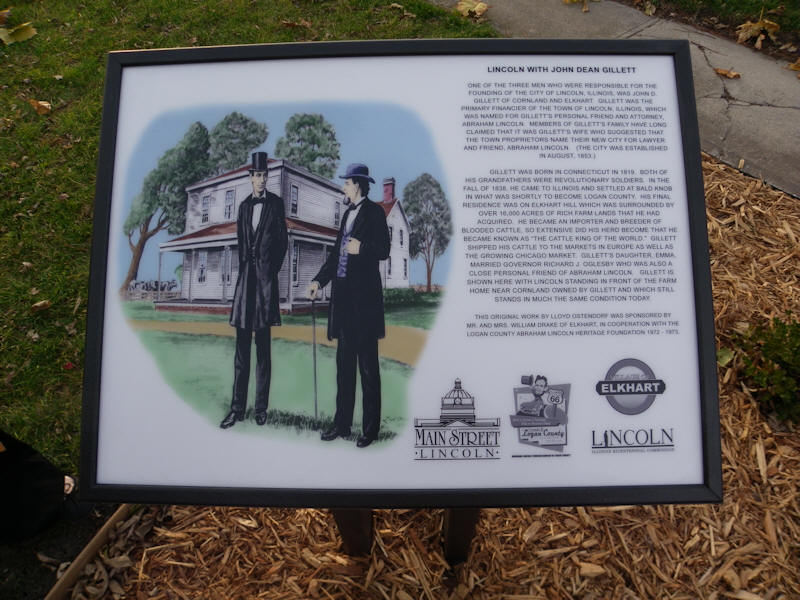 LINCOLN WITH JOHN DEAN GILLETT
ONE OF THE THREE MEN WHO WERE RESPONSIBLE FOR THE
FOUNDING OF THE CITY OF LINCOLN, ILLINOIS, WAS JOHN D.
GILLETT OF CORNLAND AND ELKHART. GILLETT WAS THE
PRIMARY FINANCIER OF THE TOWN OF LINCOLN, ILLINOIS, WHICH
WAS NAMED FOR GILLETT'S PERSONAL FRIEND AND ATTORNEY,
ABRAHAM LINCOLN. MEMBERS OF GILLETT'S FAMILY HAVE LONG
CLAIMED THAT IT WAS GILLETT'S WIFE WHO SUGGESTED THAT
THE TOWN PROPRIETORS NAME THEIR NEW CITY FOR LAWYER
AND FRIEND, ABRAHAM LINCOLN. (THE CITY WAS ESTABLISHED
IN AUGUST, 1853.)
GILLETT WAS BORN IN CONNECTICUT IN 1819. BOTH OF
HIS GRANDFATHERS WERE REVOLUTIONARY SOLDIERS. IN THE
FALL OF 1838, HE CAME TO ILLINOIS AND SETTLED AT BALD KNOB
IN WHAT WAS SHORTLY TO BECOME LOGAN COUNTY. HIS FINAL
RESIDENCE WAS ON ELKHART HILL WHICH WAS SURROUNDED BY
OVER 16,000 ACRES OF RICH FARM LANDS THAT HE HAD
ACQUIRED. HE BECAME AN IMPORTER AND BREEDER OF
BLOODED CATTLE, SO EXTENSIVE DID HIS HERD BECOME THAT HE
BECAME KNOWN AS "THE CATTLE KING OF THE WORLD." GILLETT
SHIPPED HIS CATTLE TO THE MARKETS IN EUROPE AS WELL AS
THE GROWING CHICAGO MARKET. GILLETT'S DAUGHTER, EMMA,
MARRIED GOVERNOR RICHARD J. OGLESBY WHO WAS ALSO A
CLOSE PERSONAL FRIEND OF ABRAHAM LINCOLN. GILLETT IS
SHOWN HERE WITH LINCOLN STANDING IN FRONT OF THE FARM
HOME NEAR CORNLAND OWNED BY GILLETT AND WHICH STILL
STANDS IN MUCH THE SAME CONDITION TODAY.
THIS ORIGINAL WORK BY LLOYD OSTENDORF WAS SPONSORED BY
MR. AND MRS. WILLIAM DRAKE OF ELKHART, IN COOPERATION WITH THE
LOGAN COUNTY ABRAHAM LINCOLN HERITAGE FOUNDATION 1972 - 1975.
MAIN STREET
LINCOLN
66
Logan County
VILLAGE OF
ELKHART
LINCOLN
ILLINOIS BICENTENNIAL COMMISSION